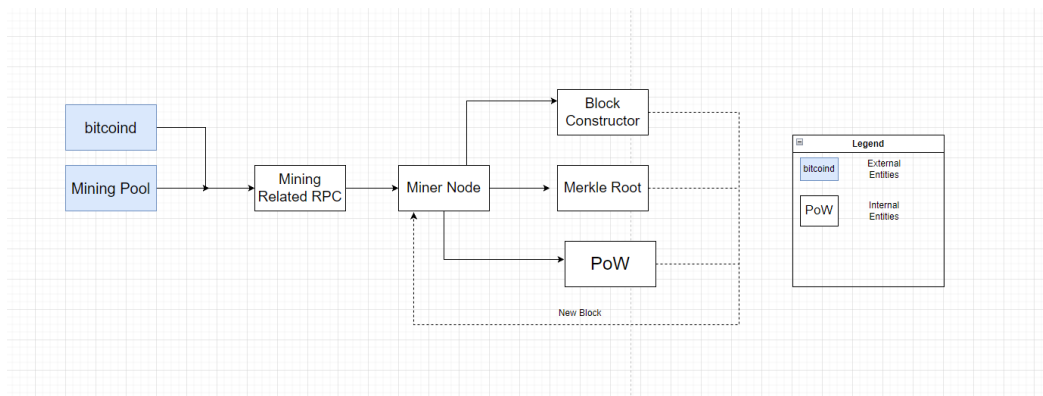 bitcoind
Mining Pool
Mining
Related RPC
Miner Node
Block
Constructor
Merkle Root
PoW
New Block
Legend
bitcoind
External
Entities
PoW
Internal
Entities